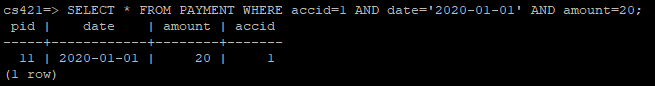 cs421=> SELECT * FROM PAYMENT WHERE accid=1 AND date='2020-01-01' AND amount=20;
 pid |    date    | amount | accid
-----+------------+--------+-------
  11 | 2020-01-01 |     20 |     1
(1 row)